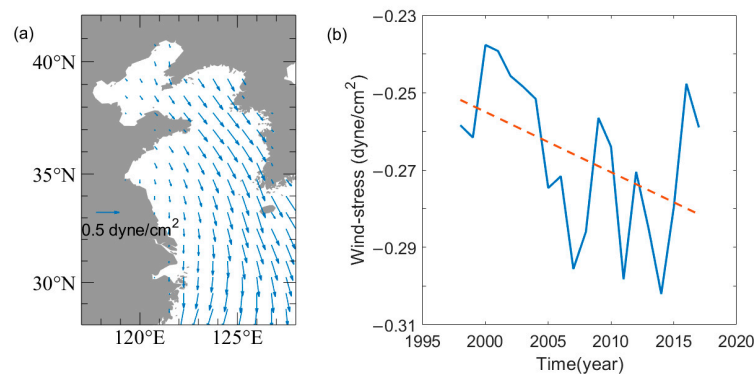 (a)
40°N
35°N
0.5 dyne/cm²
30°N
120°E
125°E
(b)
−0.23
−0.25
−0.27
−0.29
−0.31
Wind-stress (dyne/cm²)
1995
2000
2005
2010
2015
2020
Time(year)